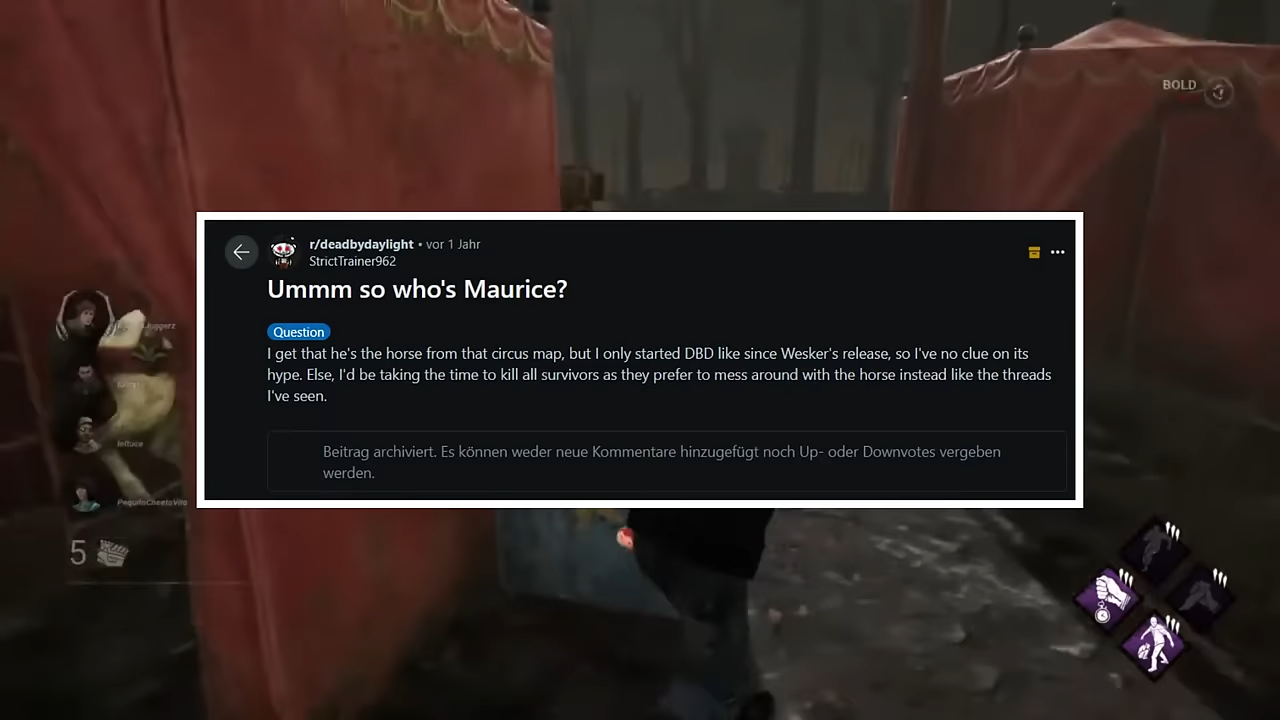 BOLD
r/deadbydaylight • vor 1 Jahr
StrictTrainer962
Ummm so who's Maurice?
Question
I get that he's the horse from that circus map, but I only started DBD like since Wesker's release, so I've no clue on its
hype. Else, I'd be taking the time to kill all survivors as they prefer to mess around with the horse instead like the threads
I've seen.
Beitrag archiviert. Es können weder neue Kommentare hinzugefügt noch Up- oder Downvotes vergeben
werden.
lettuce
5